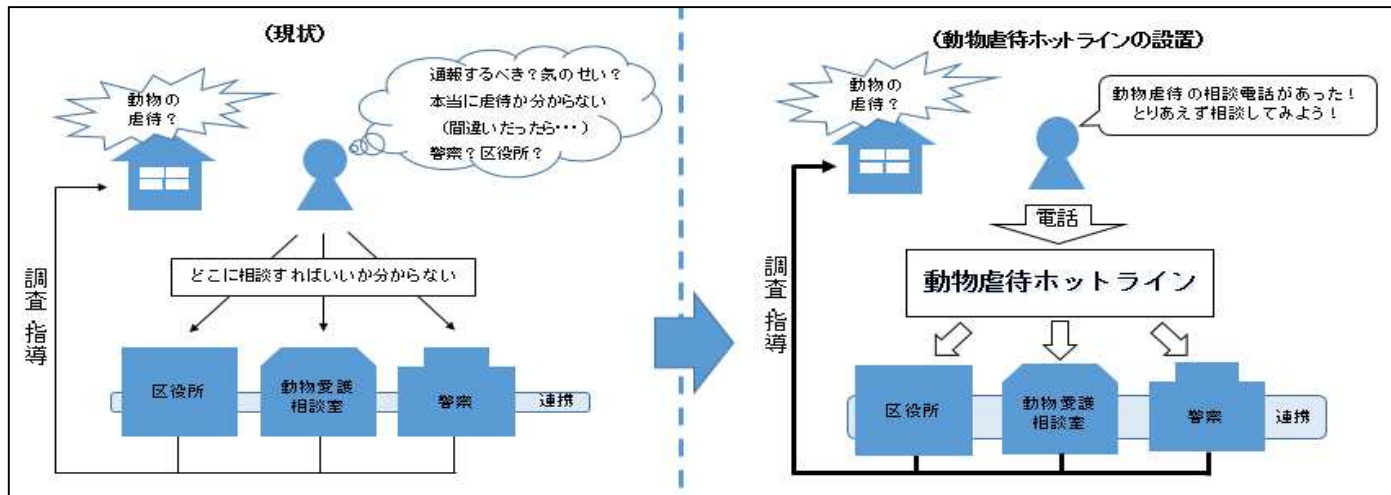 (現状)
動物の
虐待？
通報するべき？気のせい？
本当に虐待か分からない
(間違いだったら・・・)
警察？区役所？
どこに相談すればいいか分からない
調査・指導
区役所
動物愛護
相談室
警察
連携
(動物虐待ホットラインの設置)
動物の
虐待？
動物虐待の相談電話があった！
とりあえず相談してみよう！
電話
動物虐待ホットライン
調査・指導
区役所
動物愛護
相談室
警察
連携